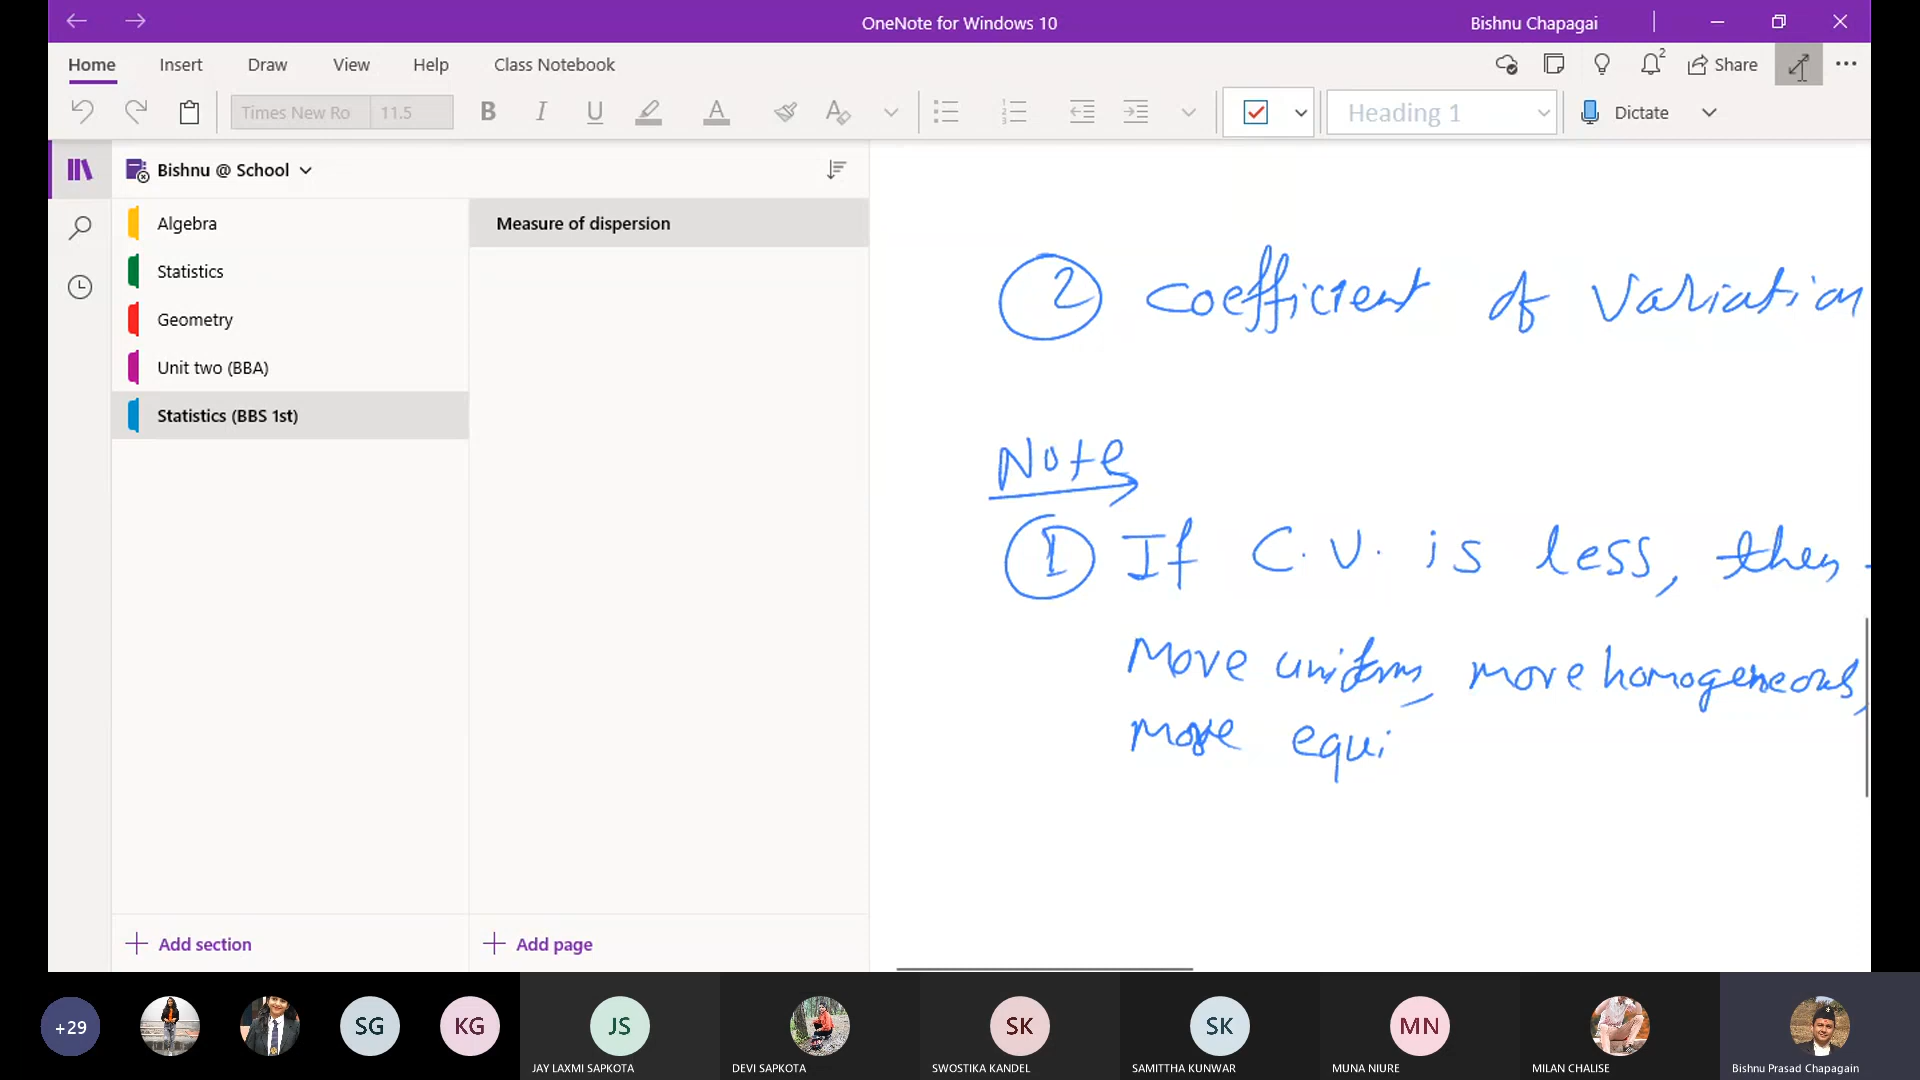 OneNote for Windows 10
Bishnu Chapagai
Home Insert Draw View Help Class Notebook
2 Share
Times New Ro 11.5 B I U A A Heading 1 Dictate
Bishnu @ School
Algebra
Statistics
Geometry
Unit two (BBA)
Statistics (BBS 1st)
Measure of dispersion
2 Coefficient of Variation
Note
1 If C.V. is less, then
More uniform, more homogeneous,
more equi
Add section
Add page
+29
SG
KG
JS
SK
SK
MN
JAY LAXMI SAPKOTA
DEVI SAPKOTA
SWOSTIKA KANDEL
SAMITTHA KUNWAR
MUNA NIURE
MILAN CHALISE
Bishnu Prasad Chapagain